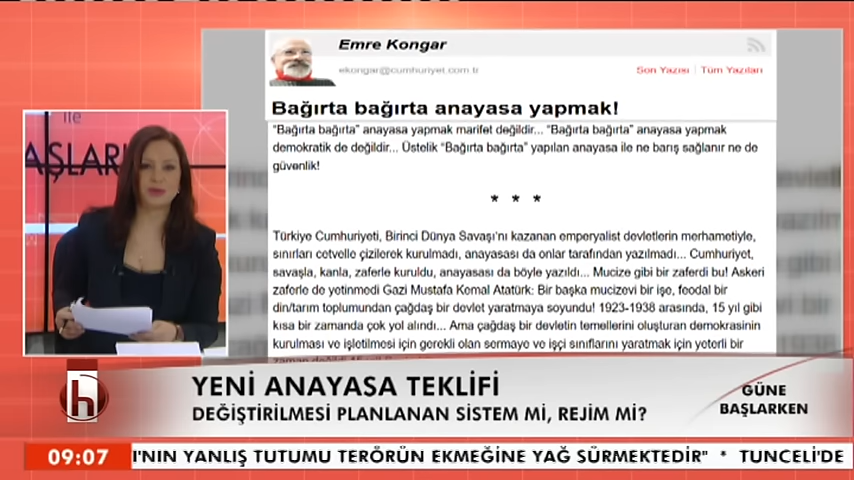 Emre Kongar
ekongar@cumhuriyet.com.tr
Son Yazısı | Tüm Yazıları
Bağırta bağırta anayasa yapmak!
"Bağırta bağırta" anayasa yapmak marifet değildir... "Bağırta bağırta" anayasa yapmak
demokratik de değildir... Üstelik "Bağırta bağırta" yapılan anayasa ile ne barış sağlanır ne de
güvenlik!
* * *
Türkiye Cumhuriyeti, Birinci Dünya Savaşı'nı kazanan emperyalist devletlerin merhametiyle,
sınırları cetvelle çizilerek kurulmadı, anayasası da onlar tarafından yazılmadı... Cumhuriyet,
savaşla, kanla, zaferle kuruldu, anayasası da böyle yazıldı... Mucize gibi bir zaferdi bu! Askeri
zaferle de yetinmedi Gazi Mustafa Kemal Atatürk: Bir başka mucizevi bir işe, feodal bir
din/tarım toplumundan çağdaş bir devlet yaratmaya soyundu! 1923-1938 arasında, 15 yıl gibi
kısa bir zamanda çok yol alındı... Ama çağdaş bir devletin temellerini oluşturan demokrasinin
kurulması ve işletilmesi için gerekli olan sermaye ve işçi sınıflarını yaratmak için yeterli bir
ile
AŞLARK
h
YENİ ANAYASA TEKLİFİ
DEĞİŞTİRİLMESİ PLANLANAN SİSTEM Mİ, REJİM Mİ?
GÜNE
BAŞLARKEN
09:07 I'NIN YANLIŞ TUTUMU TERÖRÜN EKMEĞİNE YAĞ SÜRMEKTEDİR" * TUNCELİ'DE